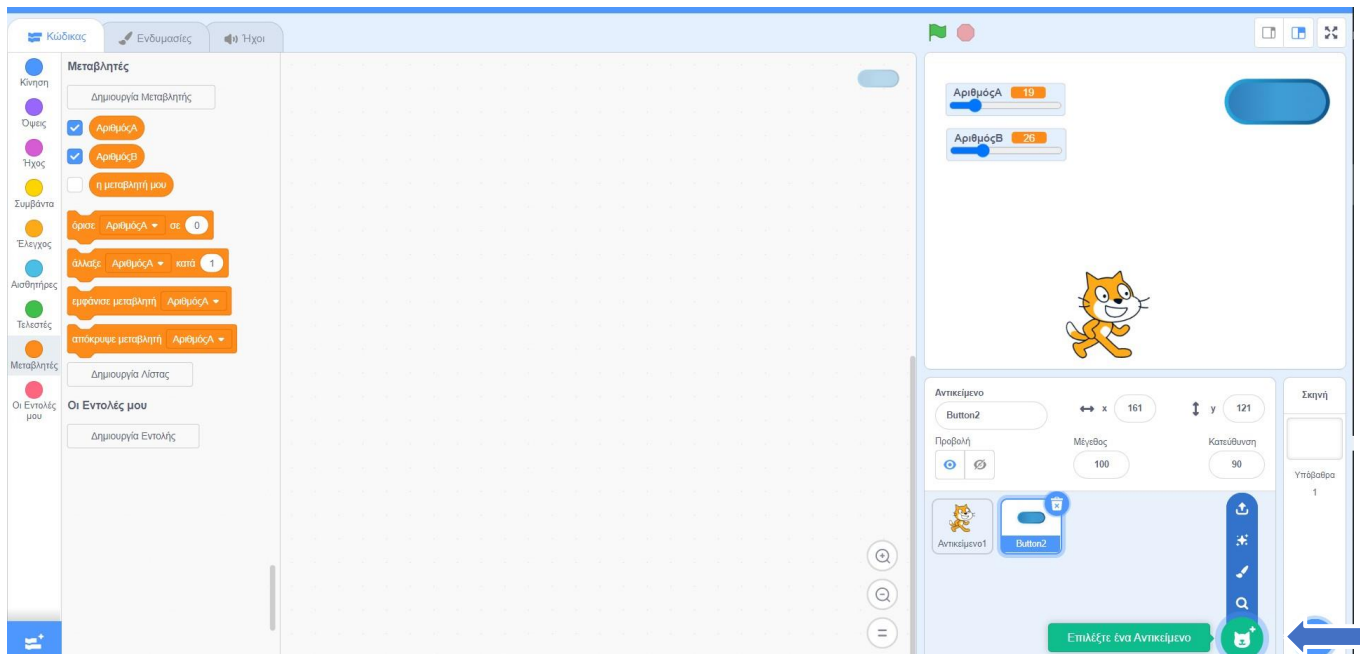 Κώδικας
Ενδυμασίες
Ήχοι
Κίνηση
Όψεις
Ήχος
Συμβάντα
Έλεγχος
Αισθητήρες
Τελεστές
Μεταβλητές
Οι Εντολές
μου
Μεταβλητές
Δημιουργία Μεταβλητής
ΑριθμόςΑ
ΑριθμόςΒ
η μεταβλητή μου
όρισε ΑριθμόςΑ σε 0
άλλαξε ΑριθμόςΑ κατά 1
εμφάνισε μεταβλητή ΑριθμόςΑ
απόκρυψε μεταβλητή ΑριθμόςΑ
Δημιουργία Λίστας
Οι Εντολές μου
Δημιουργία Εντολής
ΑριθμόςΑ 19
ΑριθμόςΒ 26
Αντικείμενο
Button2
x 161
y 121
Προβολή
Μέγεθος
100
Κατεύθυνση
90
Αντικείμενο1
Button2
Επιλέξτε ένα Αντικείμενο
Σκηνή
Υπόβαθρα
1